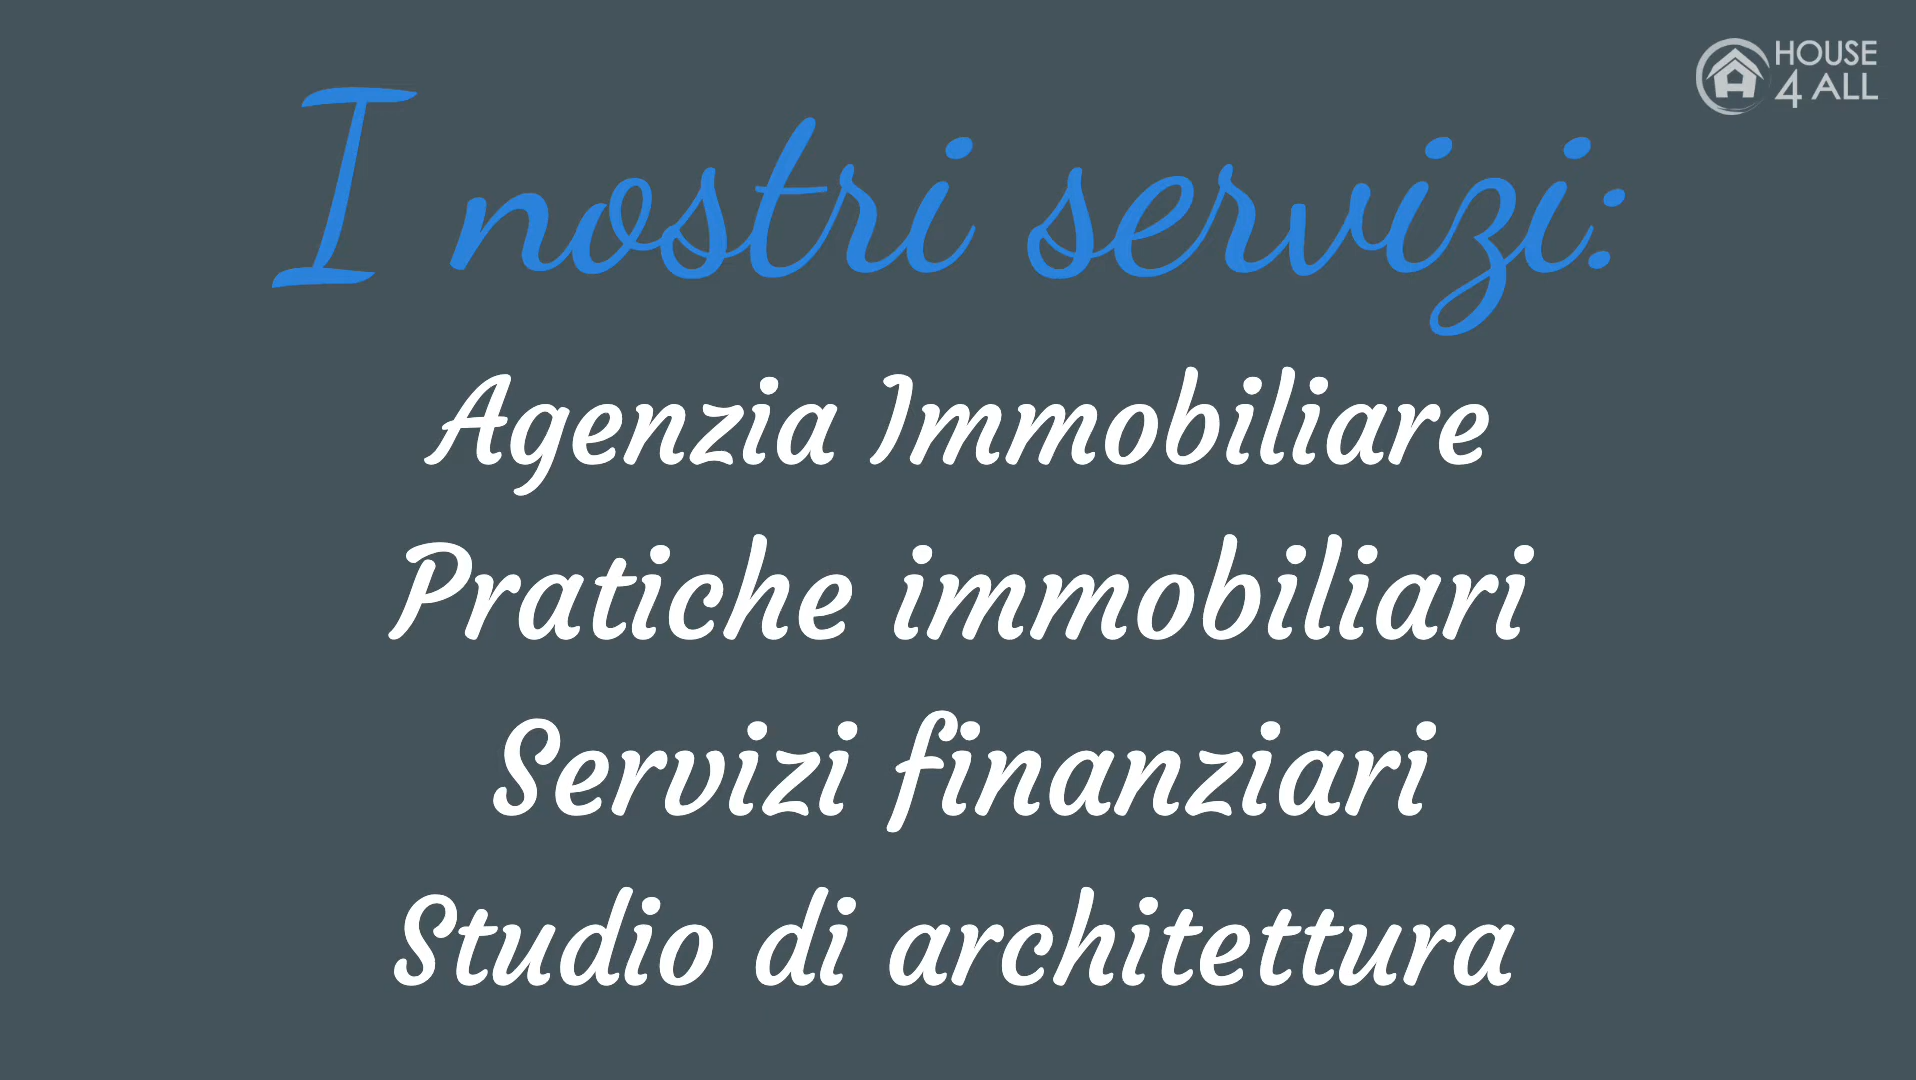 HOUSE
4 ALL
I nostri servizi:
Agenzia Immobiliare
Pratiche immobiliari
Servizi finanziari
Studio di architettura